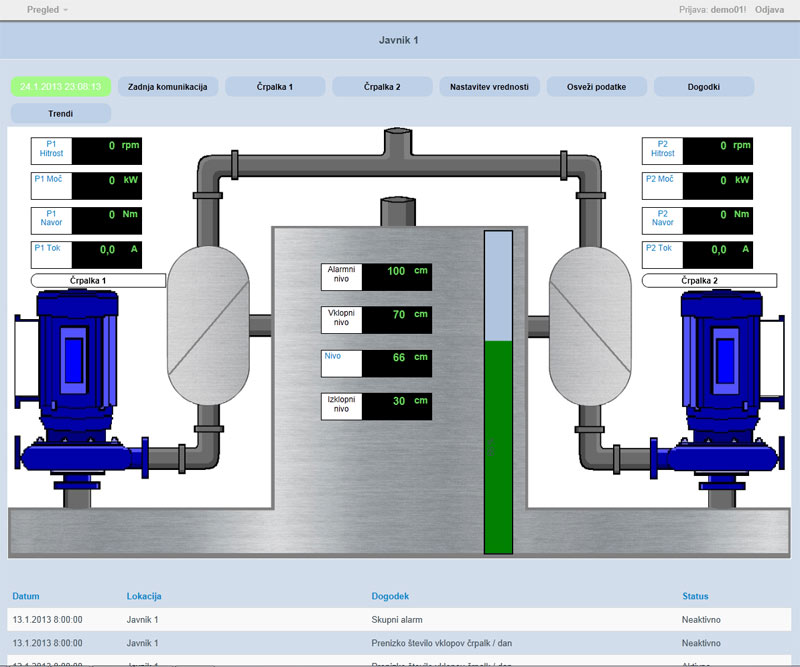 Pregled
Prijava: demo01! Odjava
Javnik 1
24.1.2013 23:08:13 Zadnja komunikacija Črpalka 1 Črpalka 2 Nastavitev vrednosti Osveži podatke Dogodki
Trendi
P1 Hitrost 0 rpm
P1 Moč 0 kW
P1 Navor 0 Nm
P1 Tok 0,0 A
Črpalka 1
Alarmni nivo 100 cm
Vklopni nivo 70 cm
Nivo 66 cm
Izklopni nivo 30 cm
P2 Hitrost 0 rpm
P2 Moč 0 kW
P2 Navor 0 Nm
P2 Tok 0,0 A
Črpalka 2
Datum Lokacija Dogodek Status
13.1.2013 8:00:00 Javnik 1 Skupni alarm Neaktivno
13.1.2013 8:00:00 Javnik 1 Prenizko število vklopov črpalk / dan Neaktivno